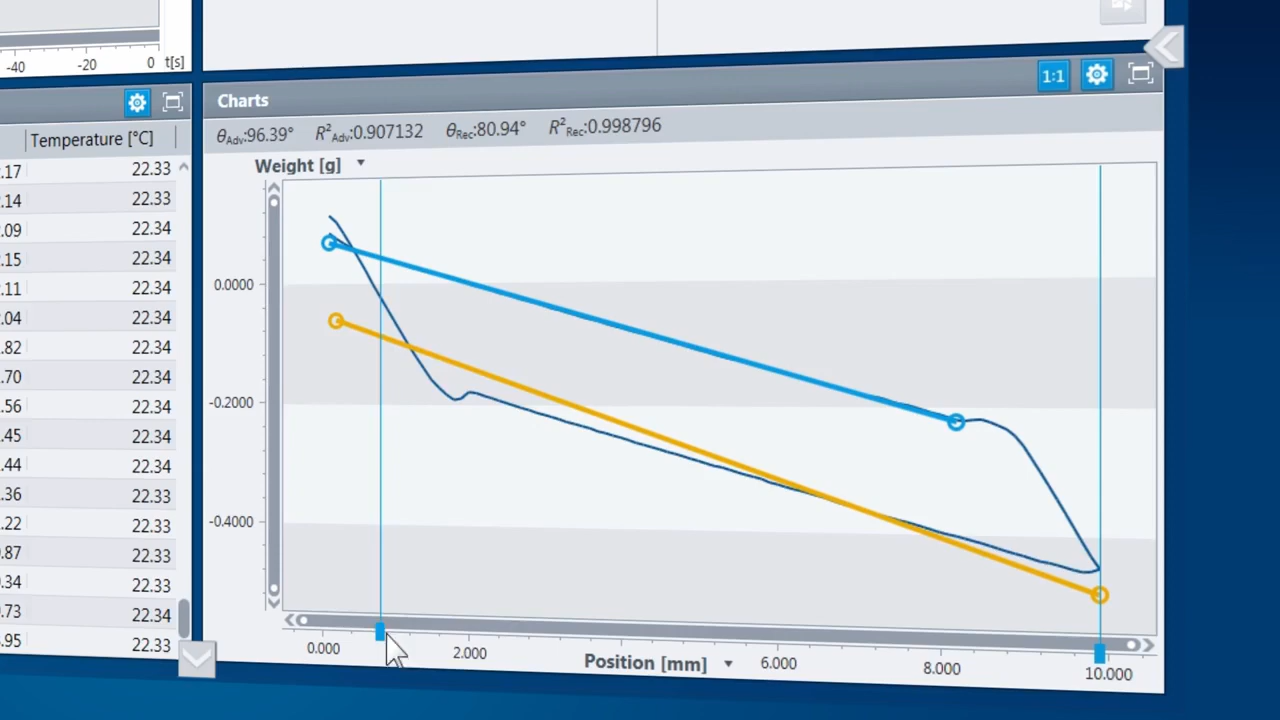 -40 -20 0 t[s]
Charts 1:1
θAdv:96.39° R²Adv:0.907132 θRec:80.94° R²Rec:0.998796
Temperature [°C]
Weight [g]
.17 22.33
.14 22.33
.09 22.34
.15 22.34
.11 22.34
.04 22.34
.82 22.34
.70 22.34
.56 22.34
.45 22.34
.44 22.34
.36 22.33
.22 22.33
.87 22.33
.34 22.33
.73 22.34
.95 22.33
0.0000
-0.2000
-0.4000
0.000 2.000 6.000 8.000 10.000
Position [mm]